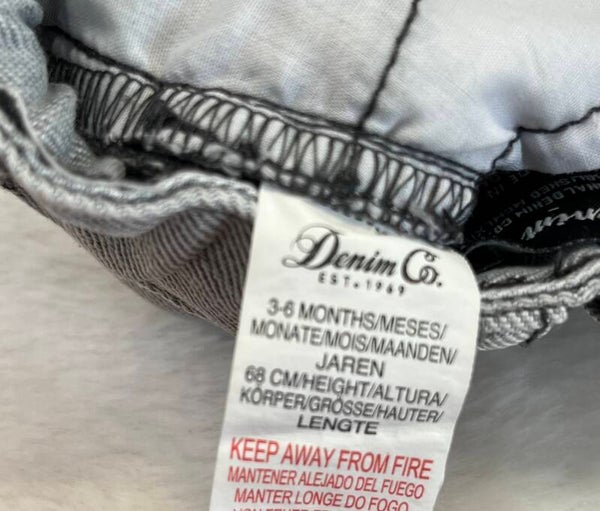 Denim Co.
EST. 1969
3-6 MONTHS/MESES/
MONATE/MOIS/MAANDEN/
JAREN
68 CM/HEIGHT/ALTURA/
KÖRPER/GRÖSSE/HAUTER/
LENGTE
KEEP AWAY FROM FIRE
MANTENER ALEJADO DEL FUEGO
MANTER LONGE DO FOGO